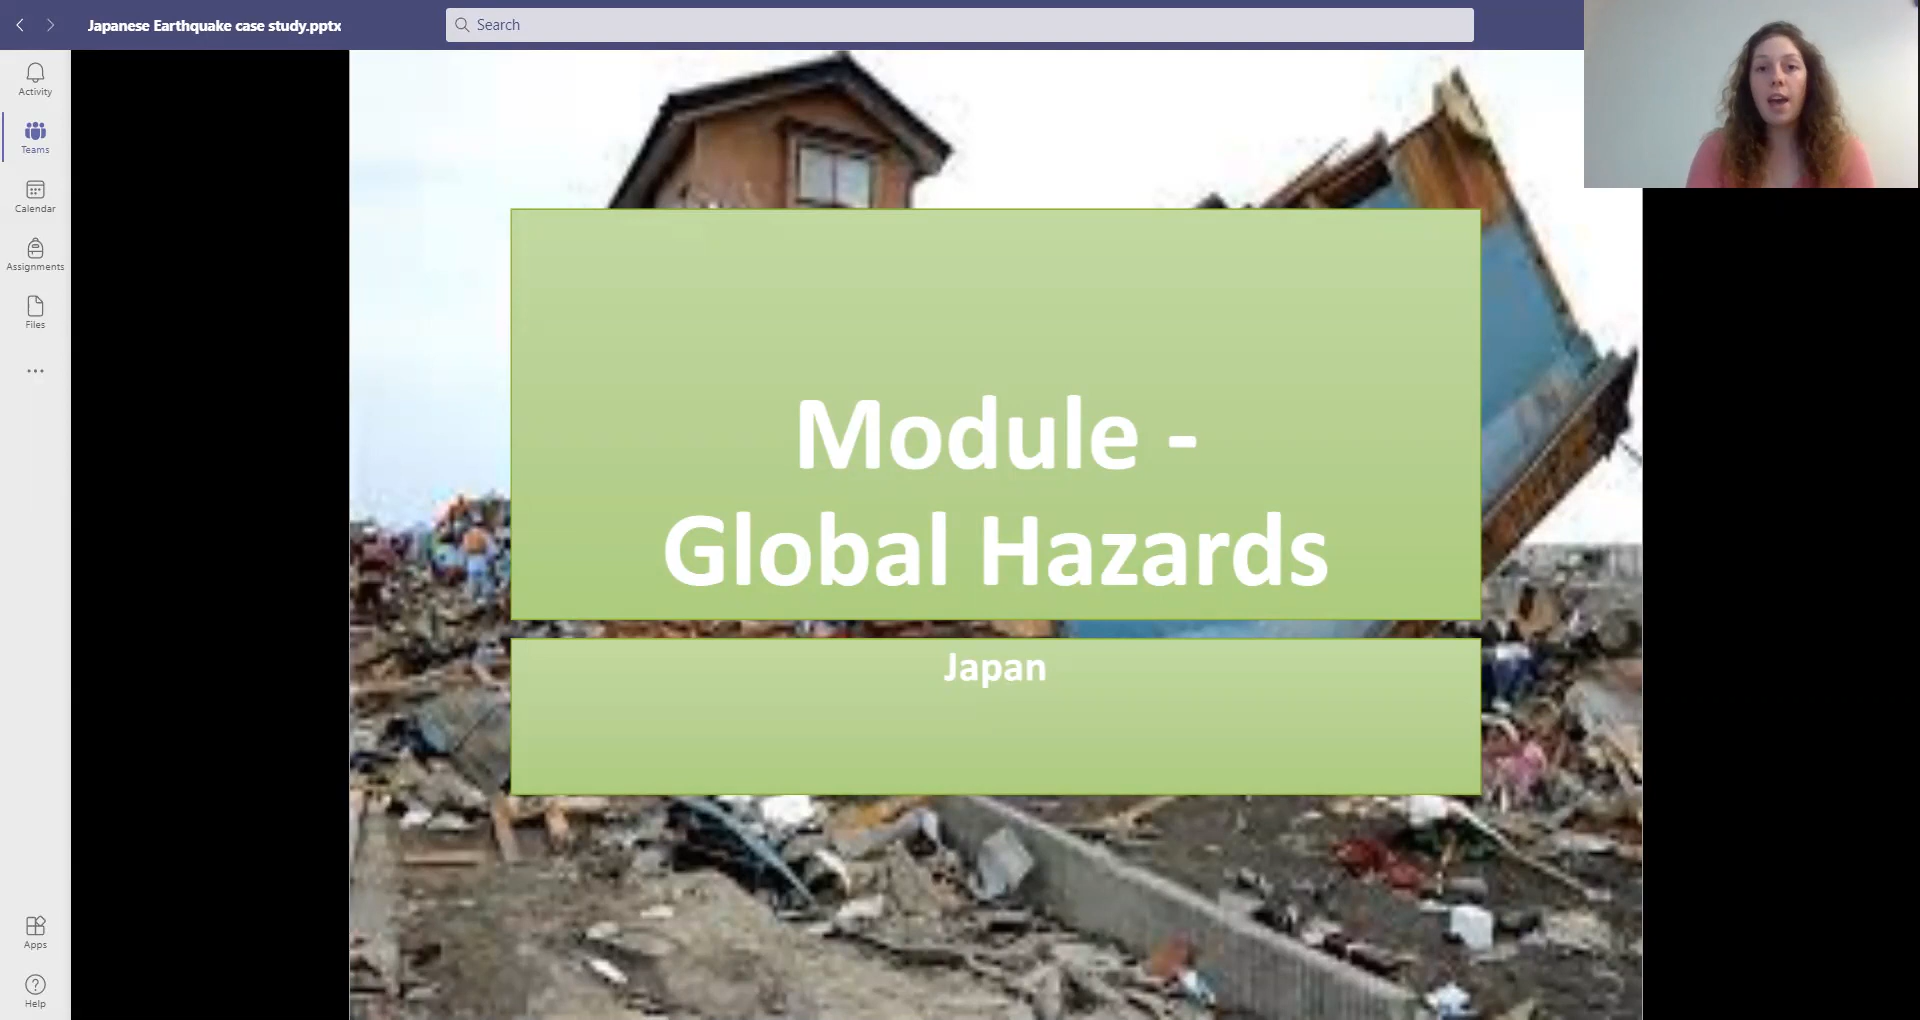 Japanese Earthquake case study.pptx
Search
Activity
Teams
Calendar
Assignments
Files
Apps
Help
Module -
Global Hazards
Japan